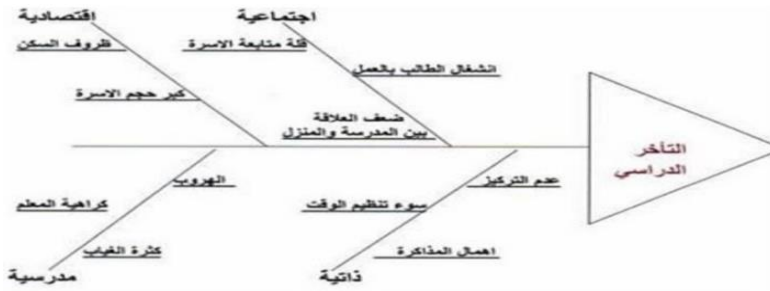 اجتماعية
قلة متابعة الاسرة
انشغال الطالب بالعمل
ضعف العلاقة
بين المدرسة والمنزل
اقتصادية
ظروف السكن
كبر حجم الاسرة
التأخر
الدراسي
عدم التركيز
سوء تنظيم الوقت
اهمال المذاكرة
ذاتية
الهروب
كراهية المعلم
كثرة الغياب
مدرسية